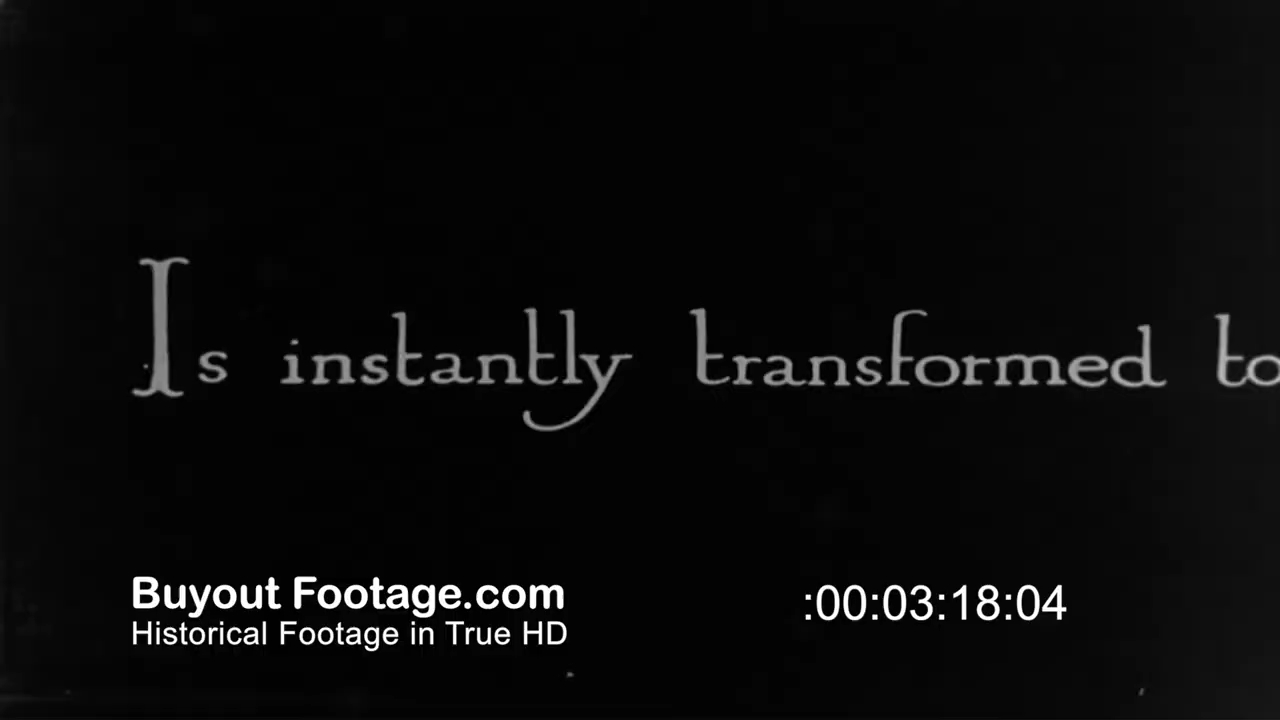 Is instantly transformed to
Buyout Footage.com
Historical Footage in True HD
:00:03:18:04